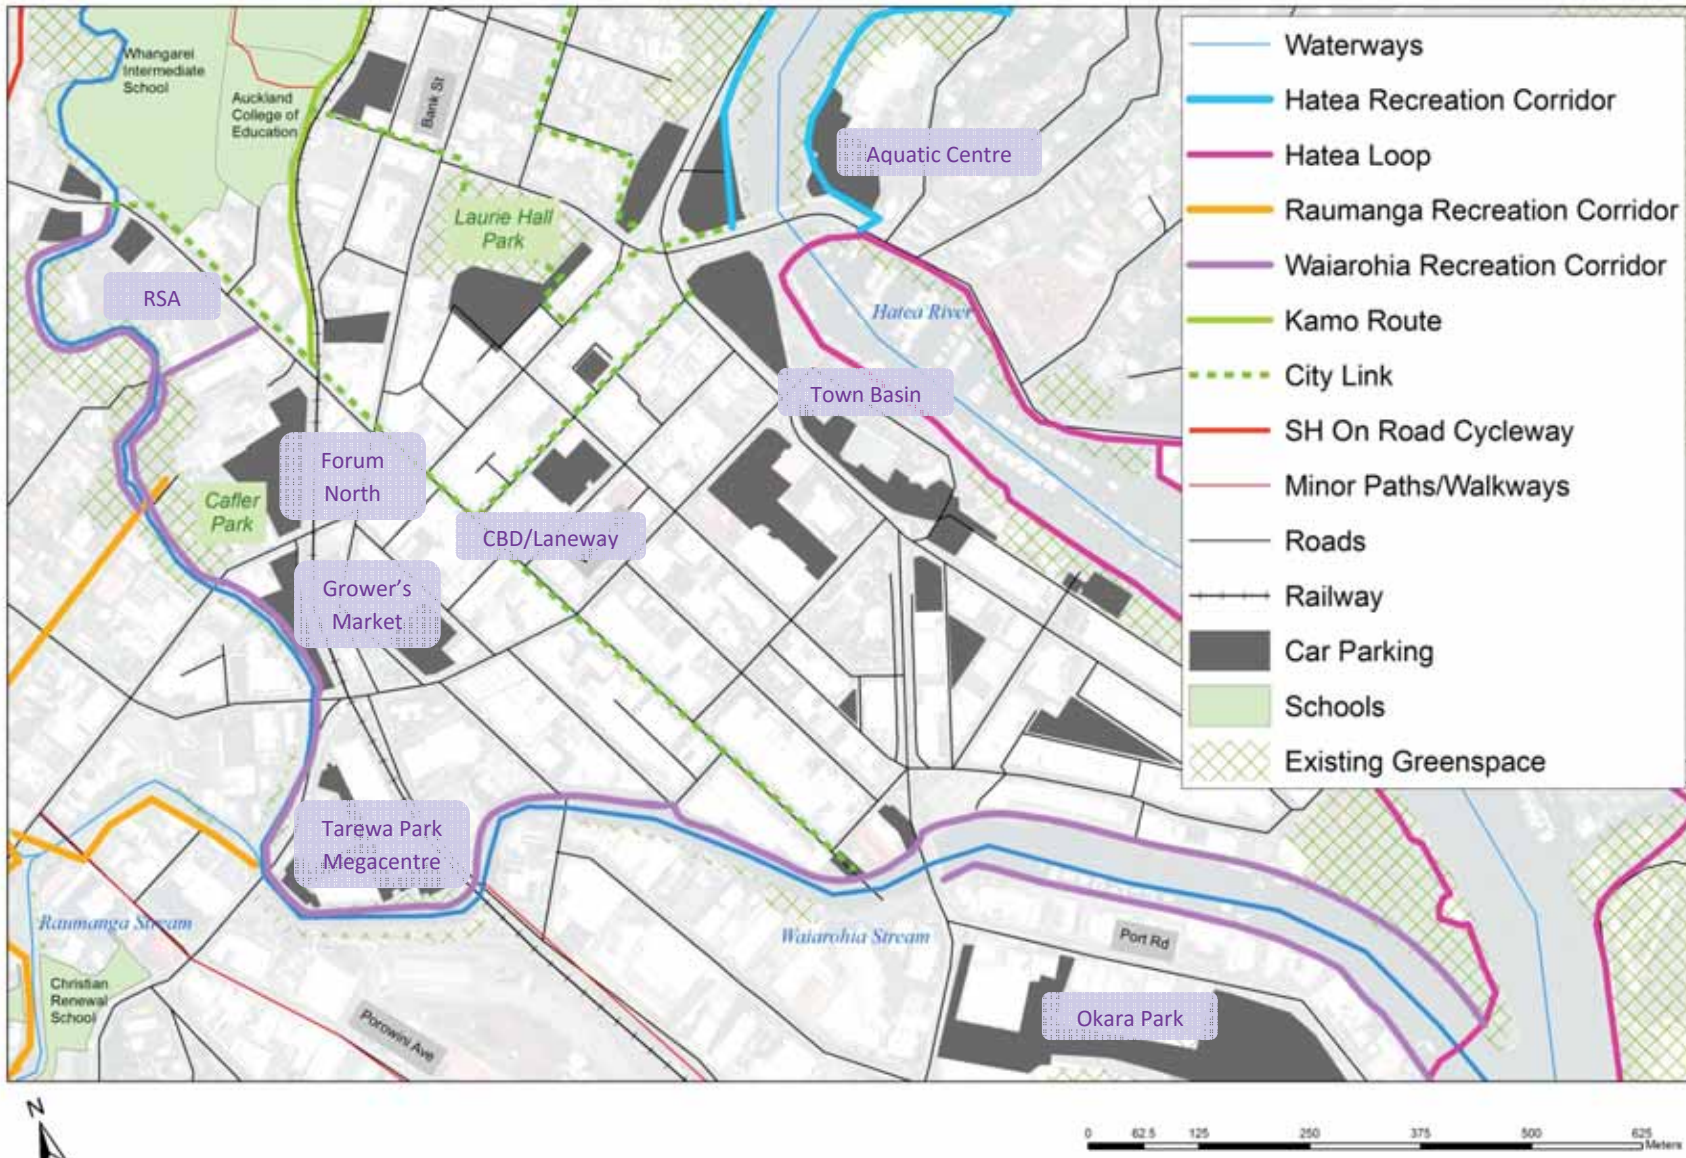 Whangarei
Intermediate
School
Auckland
College of
Education
Bank St
Aquatic Centre
Laurie Hall
Park
RSA
Hatea River
Town Basin
Forum
North
Cafler
Park
CBD/Laneway
Grower's
Market
Tarewa Park
Megacentre
Raumanga Stream
Waiarohia Stream
Port Rd
Christian
Renewal
School
Porowini Ave
Okara Park
Waterways
Hatea Recreation Corridor
Hatea Loop
Raumanga Recreation Corridor
Waiarohia Recreation Corridor
Kamo Route
City Link
SH On Road Cycleway
Minor Paths/Walkways
Roads
Railway
Car Parking
Schools
Existing Greenspace
N
0 62.5 125 250 375 500 625
Meters